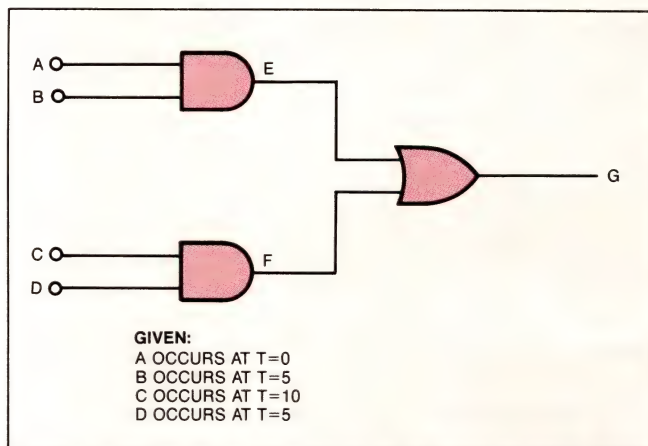 A
B
E
G
C
D
F
GIVEN:
A OCCURS AT T=0
B OCCURS AT T=5
C OCCURS AT T=10
D OCCURS AT T=5